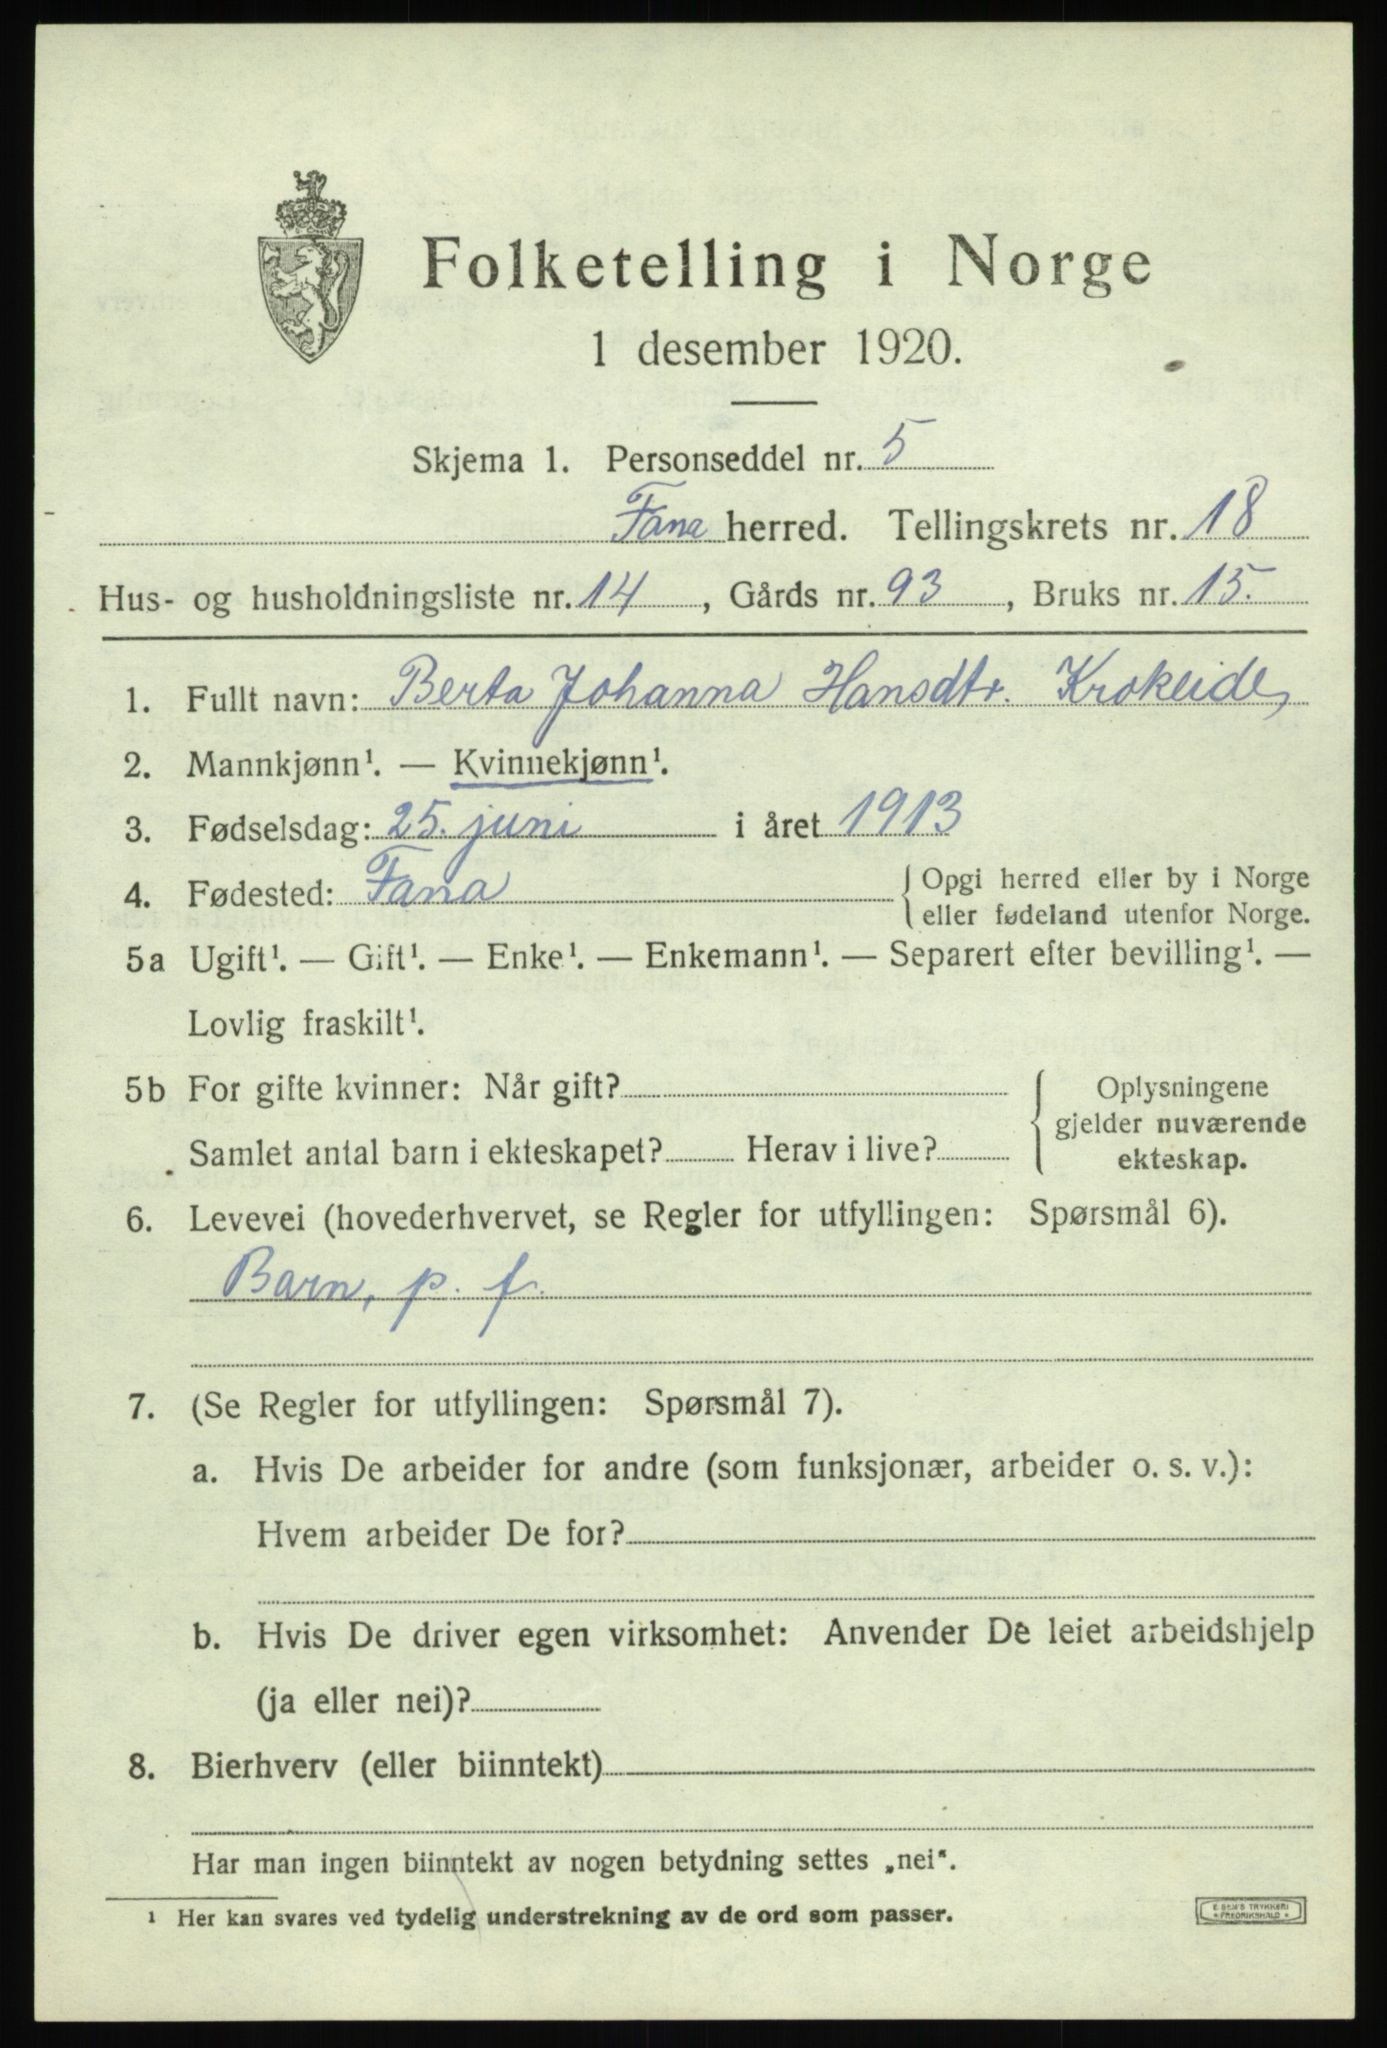 Folketelling i Norge
1 desember 1920.
Skjema 1. Personseddel nr. 5
Fana herred. Tellingskrets nr. 18
Hus- og husholdningsliste nr. 14, Gårds nr. 93, Bruks nr. 15.
1. Fullt navn: Berta Johanna Hansdtr. Krokeide,
2. Mannkjønn¹. — Kvinnekjønn¹.
3. Fødselsdag: 25. juni i året 1913
4. Fødested: Fana
Opgi herred eller by i Norge
eller fødeland utenfor Norge.
5a Ugift¹. — Gift¹. — Enke¹. — Enkemann¹. — Separert efter bevilling¹. —
Lovlig fraskilt¹.
5b For gifte kvinner: Når gift?
Samlet antal barn i ekteskapet? Herav i live?
Oplysningene
gjelder nuværende
ekteskap.
6. Levevei (hovederhvervet, se Regler for utfyllingen: Spørsmål 6).
Barn, p. f.
7. (Se Regler for utfyllingen: Spørsmål 7).
a. Hvis De arbeider for andre (som funksjonær, arbeider o. s. v.):
Hvem arbeider De for?
b. Hvis De driver egen virksomhet: Anvender De leiet arbeidshjelp
(ja eller nei)?
8. Bierhverv (eller biinntekt)
Har man ingen biinntekt av nogen betydning settes „nei“.
¹ Her kan svares ved tydelig understrekning av de ord som passer.
E SEM'S TRYKKERI
FREDRIKSHALD